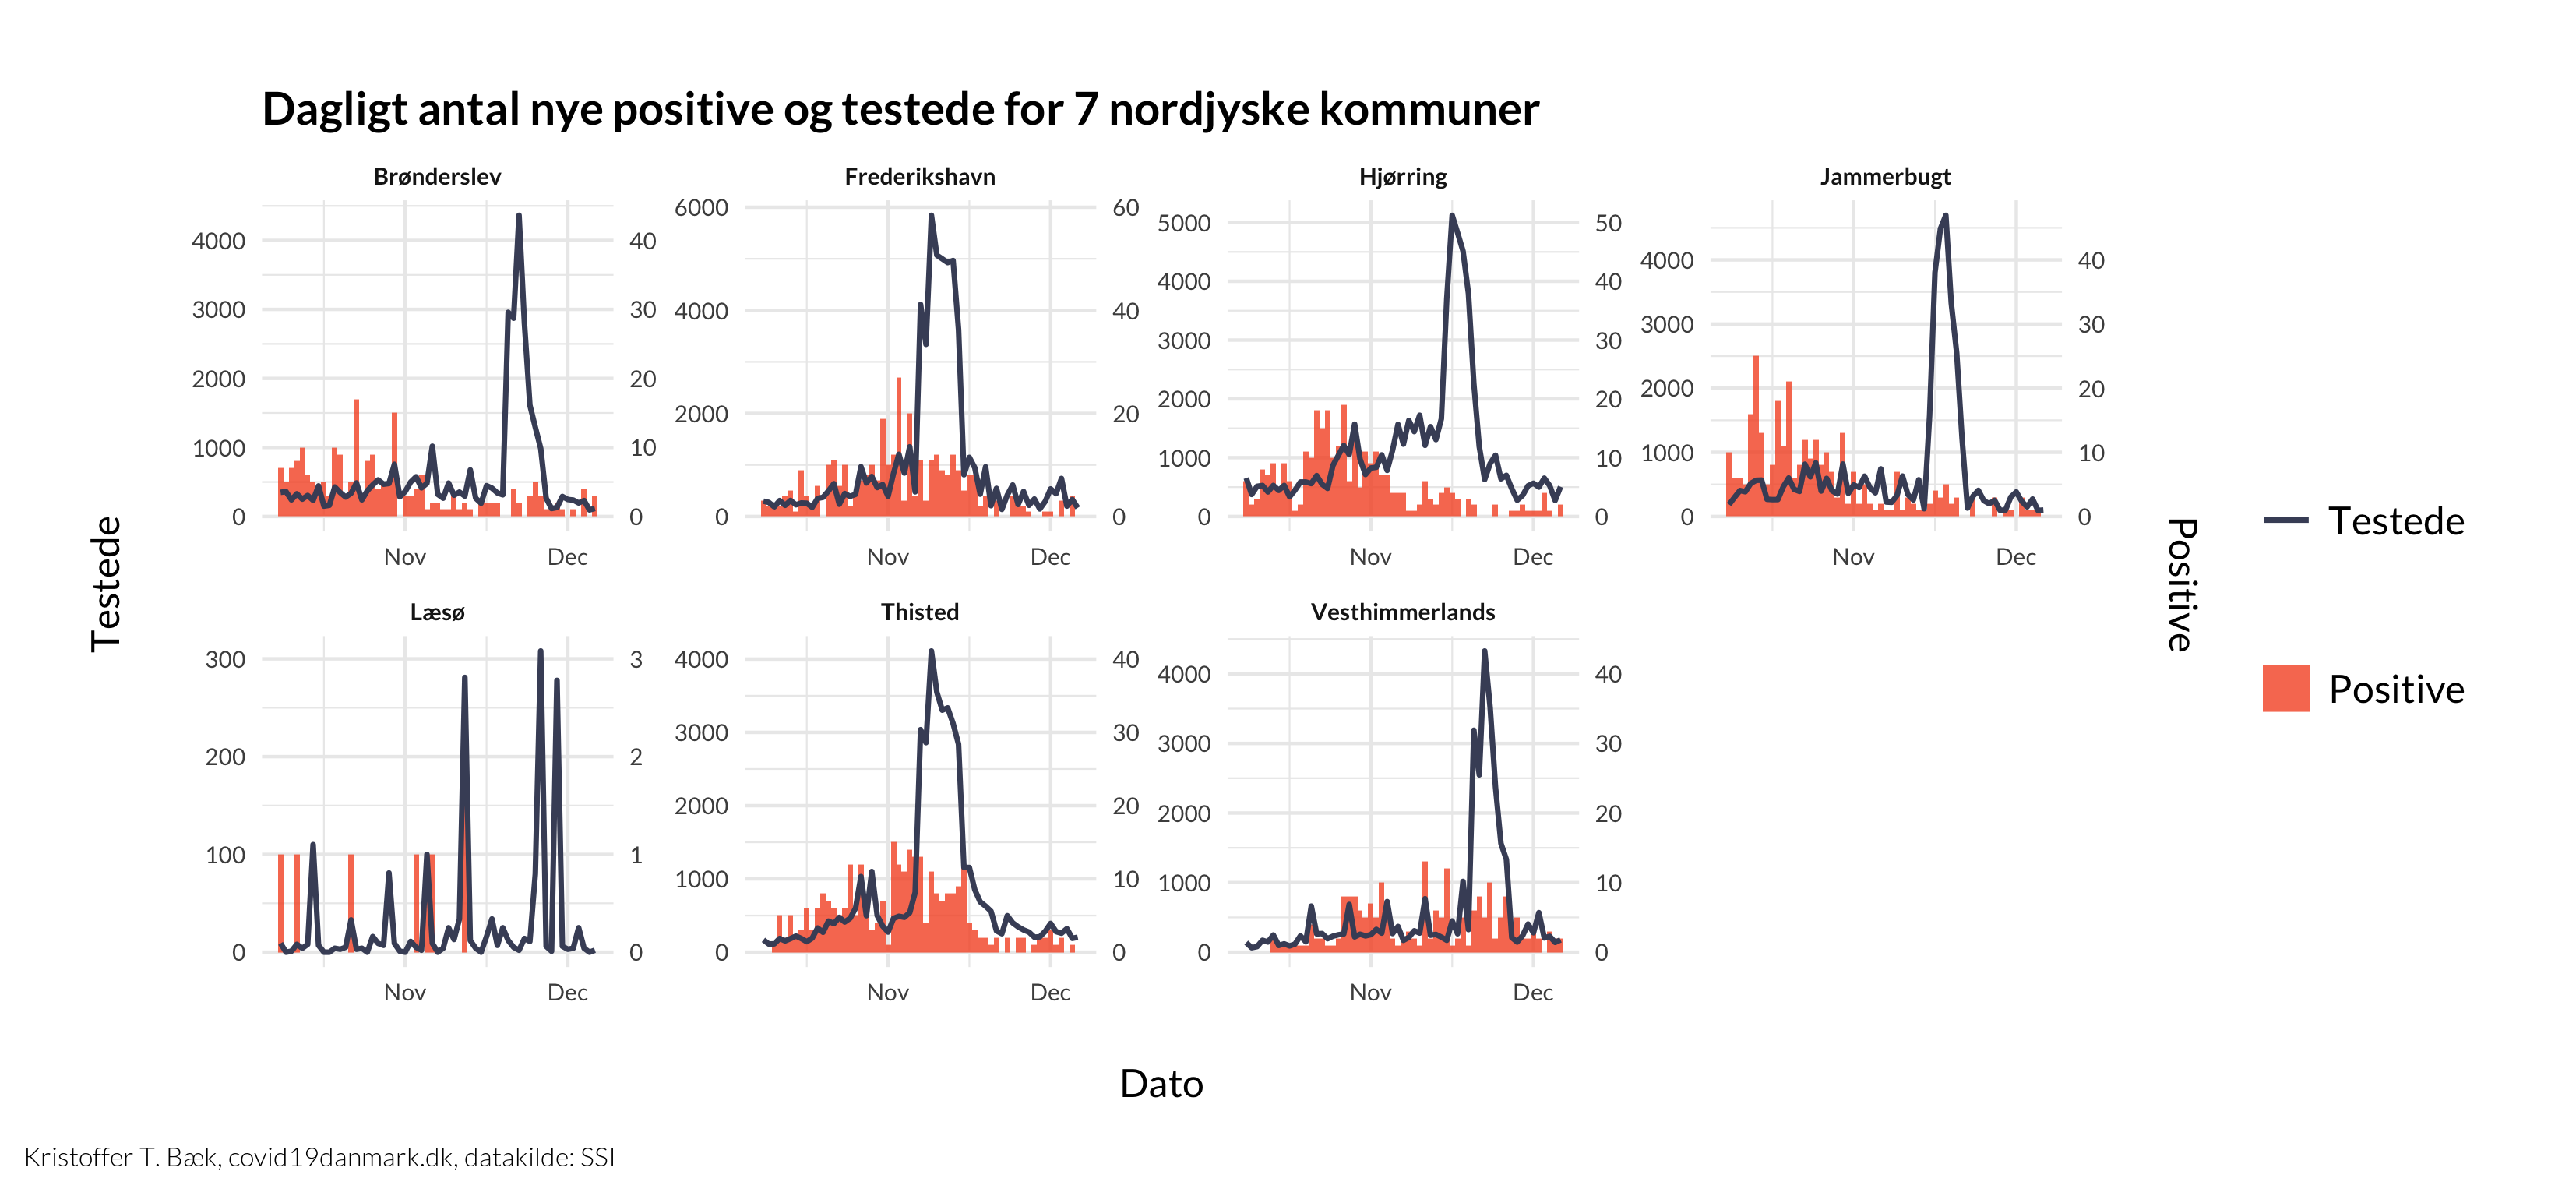 Dagligt antal nye positive og testede for 7 nordjyske kommuner
Brønderslev
Frederikshavn
Hjørring
Jammerbugt
4000
3000
2000
1000
0
40
30
20
10
0
Nov
Dec
6000
4000
2000
0
60
40
20
0
Nov
Dec
5000
4000
3000
2000
1000
0
50
40
30
20
10
0
Nov
Dec
4000
3000
2000
1000
0
40
30
20
10
0
Nov
Dec
Læsø
Thisted
Vesthimmerlands
300
200
100
0
3
2
1
0
Nov
Dec
4000
3000
2000
1000
0
40
30
20
10
0
Nov
Dec
4000
3000
2000
1000
0
40
30
20
10
0
Nov
Dec
Testede
Positive
Dato
Testede
Positive
Kristoffer T. Bæk, covid19danmark.dk, datakilde: SSI